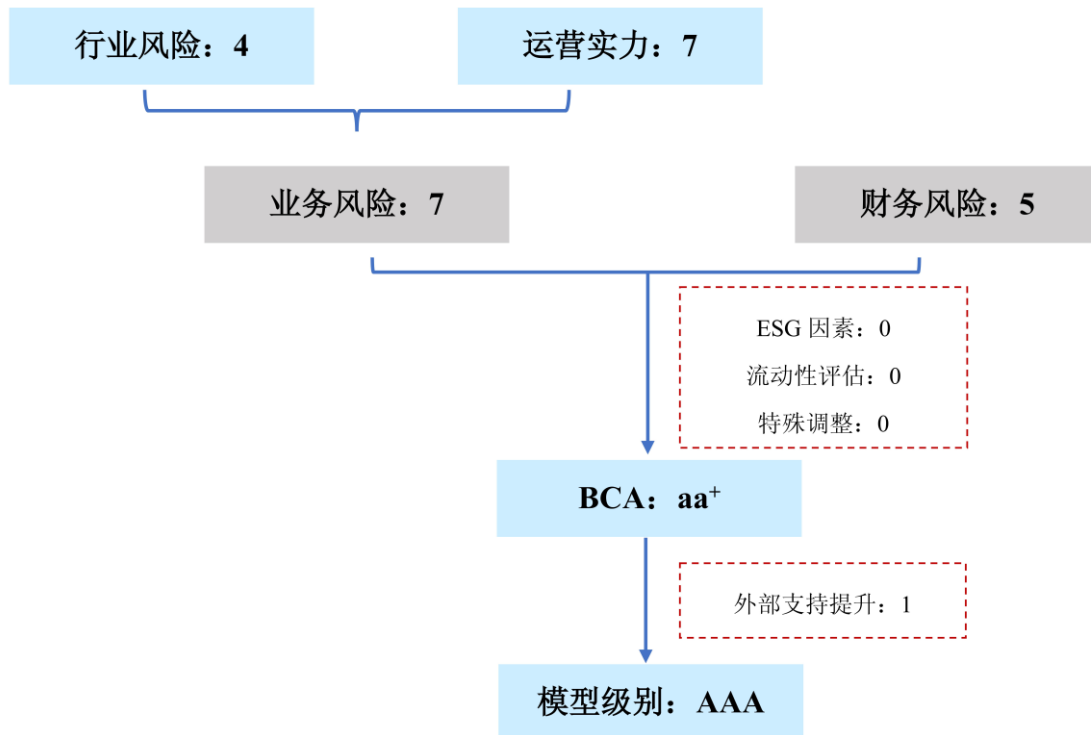 行业风险：4
运营实力：7
业务风险：7
财务风险：5
ESG 因素：0
流动性评估：0
特殊调整：0
BCA：aa⁺
外部支持提升：1
模型级别：AAA